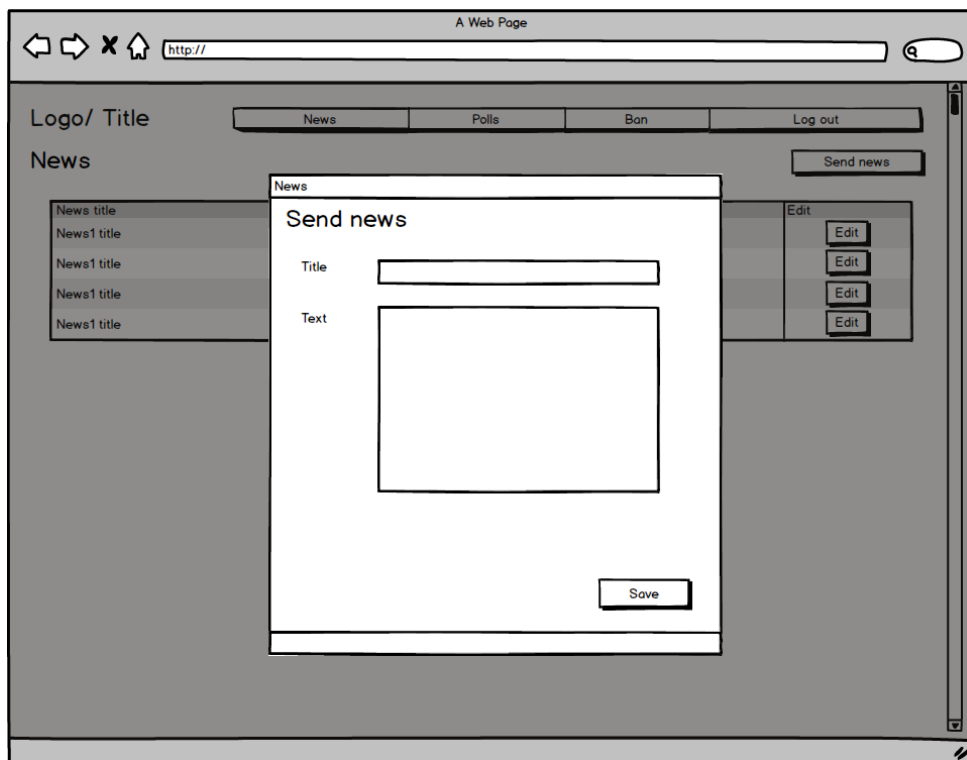 A Web Page
http://
Logo/ Title
News Polls Ban Log out
News
Send news
News title Edit
News1 title Edit
News1 title Edit
News1 title Edit
News1 title Edit
News
Send news
Title
Text
Save